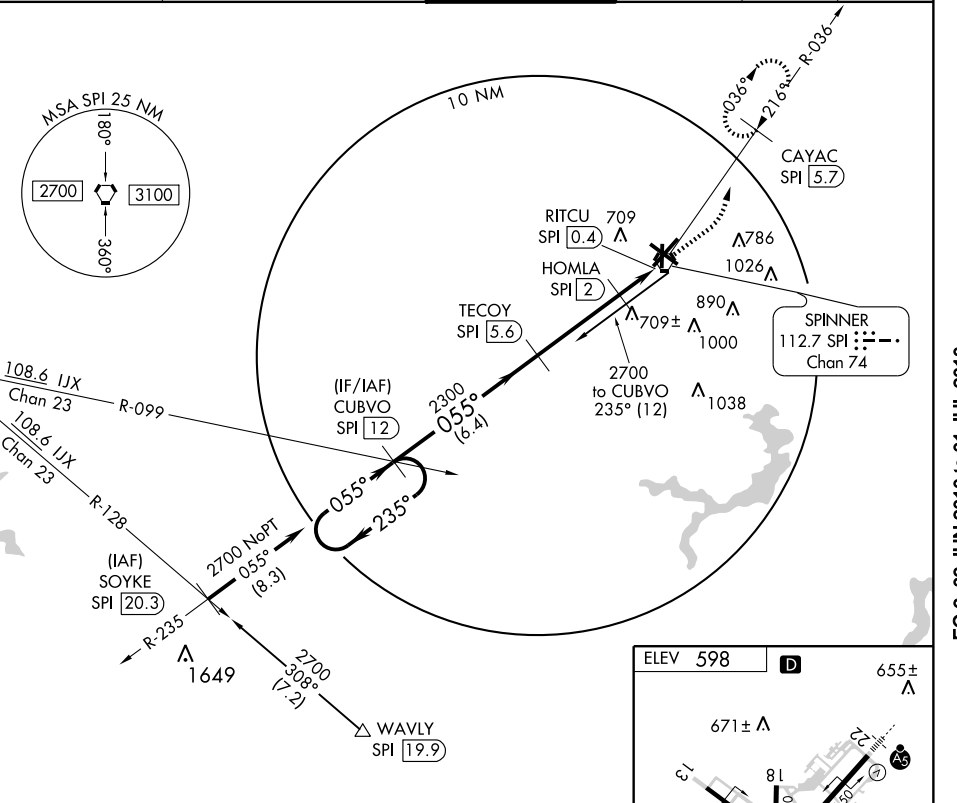 MSA SPI 25 NM
180°
2700
3100
360°
10 NM
R-036
036°
216°
CAYAC
SPI 5.7
RITCU
SPI 0.4
709
786
1026
HOMLA
SPI 2
890
709±
1000
TECOY
SPI 5.6
SPINNER
112.7 SPI
Chan 74
2700
to CUBVO
235° (12)
1038
(IF/IAF)
CUBVO
SPI 12
2300
055°
(6.4)
108.6 IJX
Chan 23
R-099
108.6 IJX
Chan 23
R-128
055°
235°
2700 NoPT
055°
(8.3)
(IAF)
SOYKE
SPI 20.3
R-235
1649
2700
308°
(7.2)
WAVLY
SPI 19.9
ELEV 598
D
655±
671±
22
A5
V
13
18
50